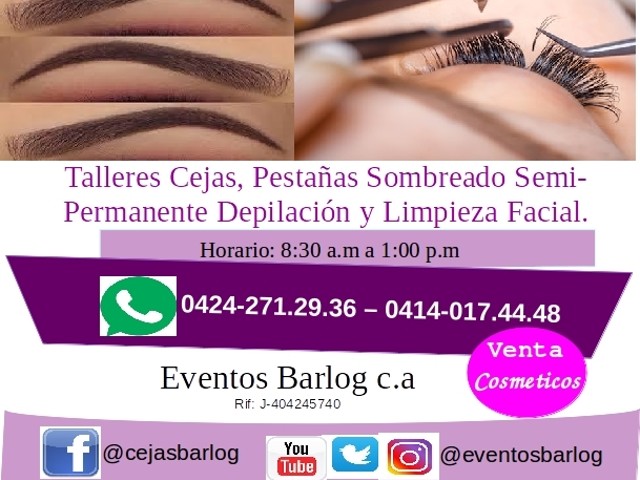 Talleres Cejas, Pestañas Sombreado Semi-
Permanente Depilación y Limpieza Facial.
Horario: 8:30 a.m a 1:00 p.m
0424-271.29.36 – 0414-017.44.48
Venta
Cosmeticos
Eventos Barlog c.a
Rif: J-404245740
@cejasbarlog
You
Tube
@eventosbarlog